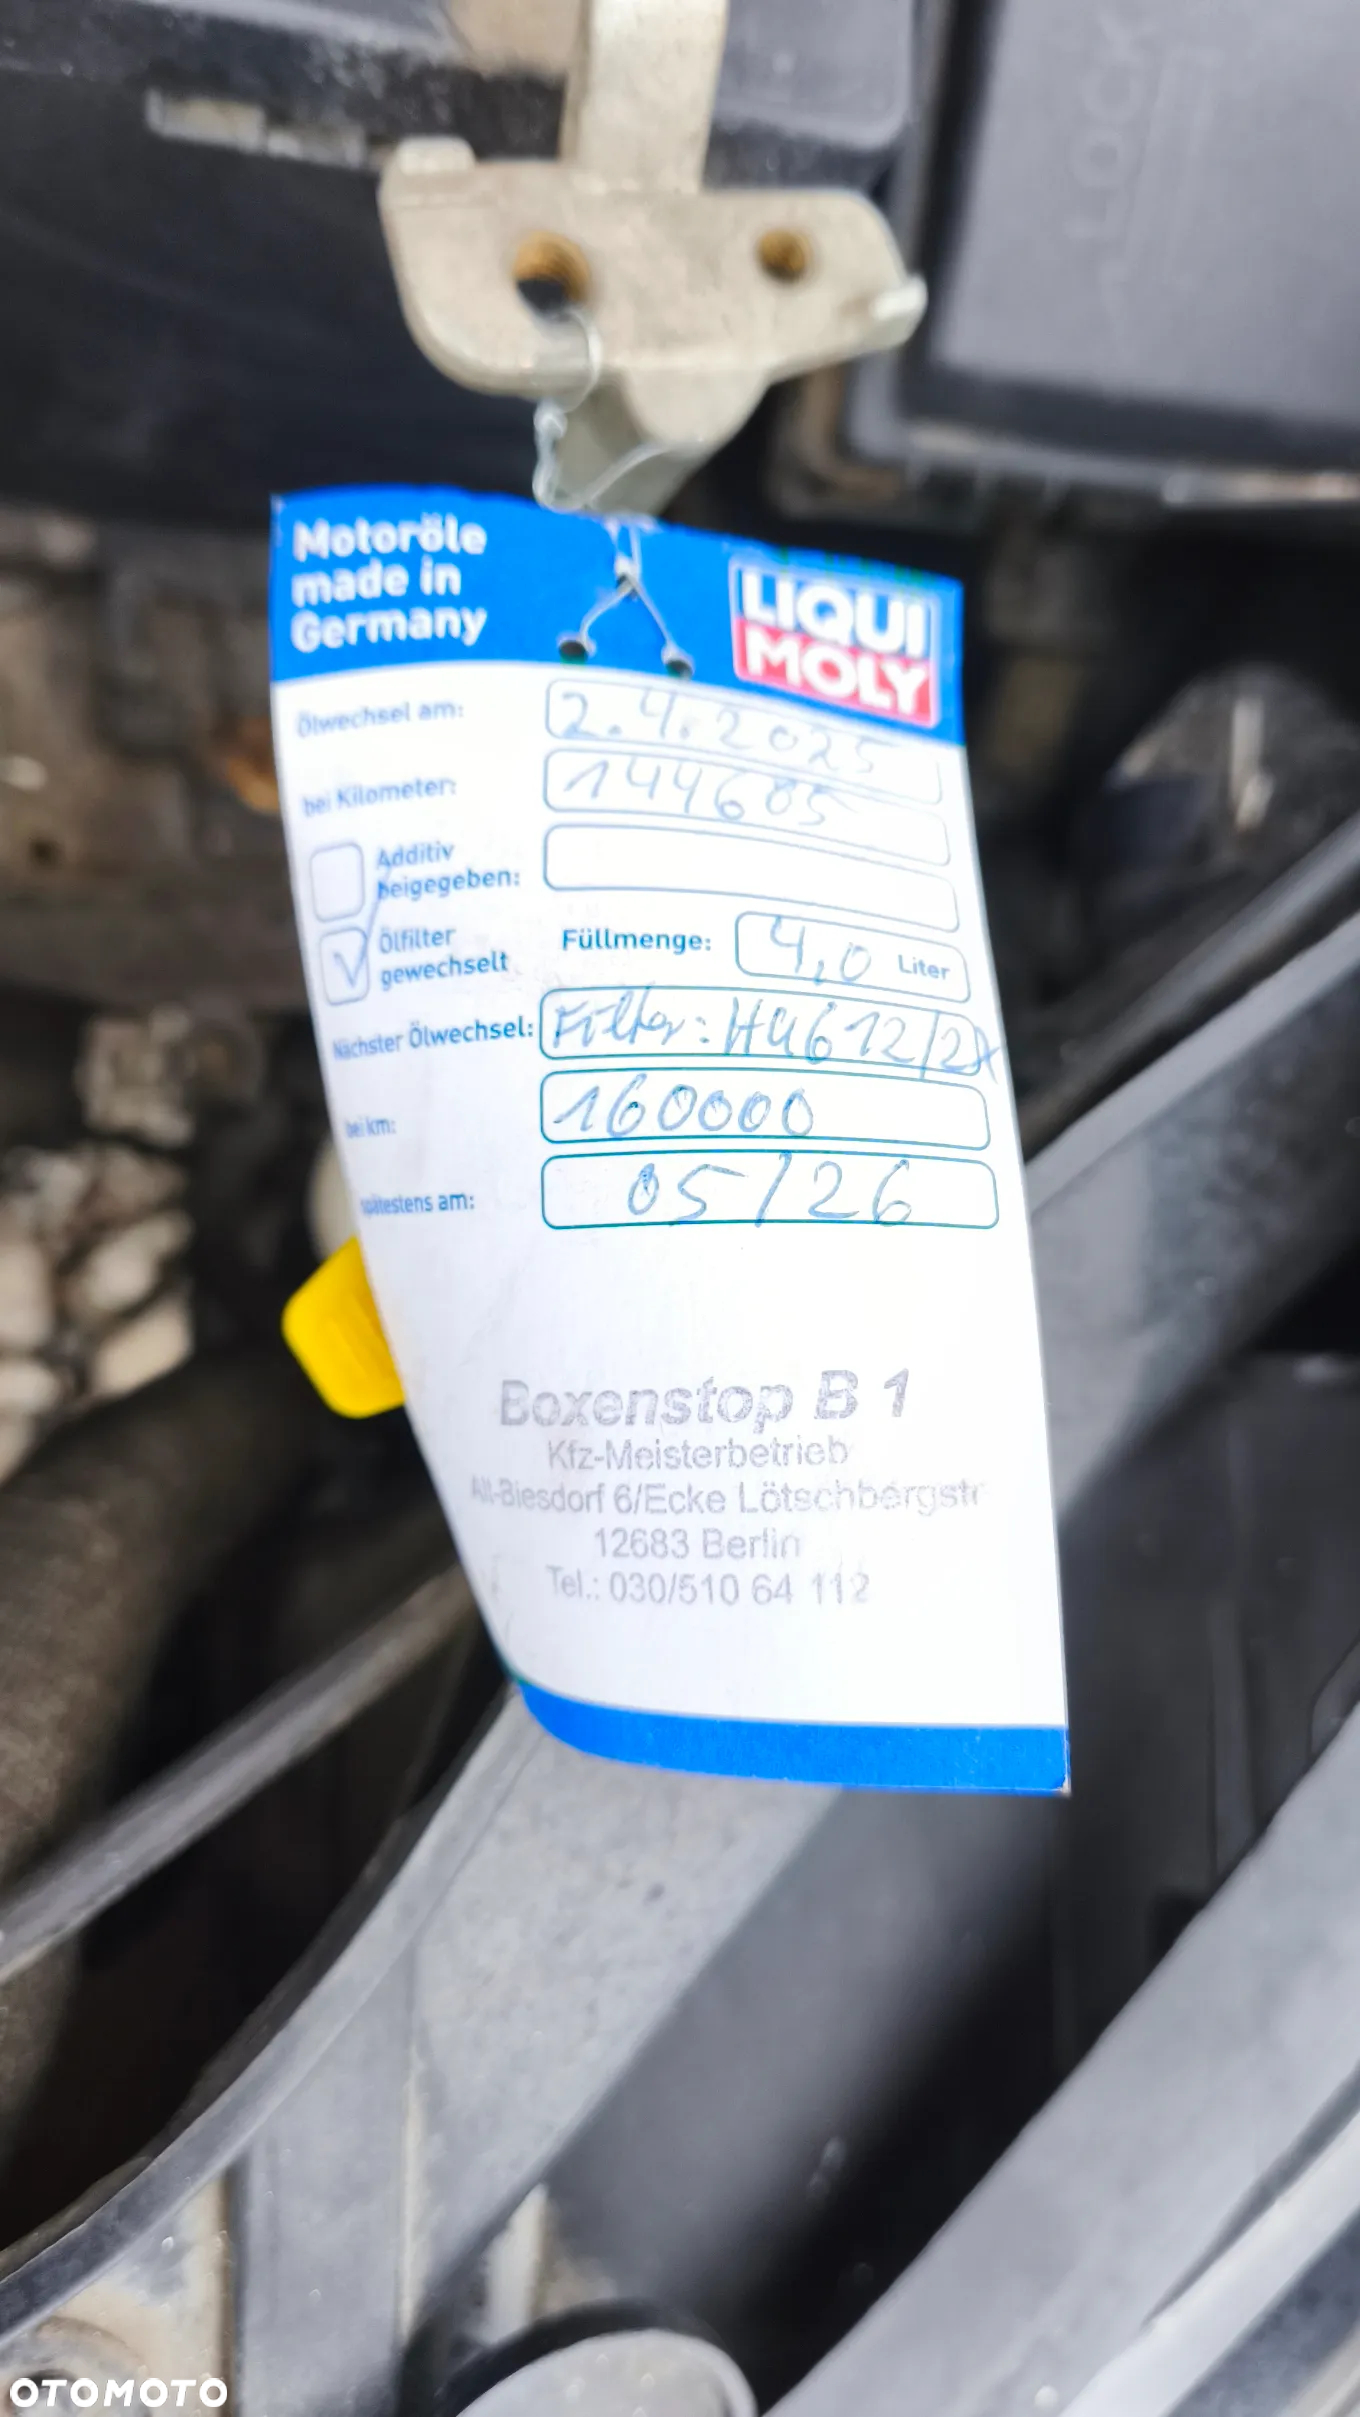 LOCK
Motoröle
made in
Germany
LIQUI
MOLY
Ölwechsel am: 2.4.2025
bei Kilometer: 144685
Additiv
beigegeben:
Ölfilter
gewechselt
Füllmenge: 4,0 Liter
Nächster Ölwechsel: Filter: HU612/2x
bei km: 160000
spätestens am: 05/26
Boxenstop B 1
Kfz-Meisterbetrieb
Alt-Biesdorf 6/Ecke Lötschbergstr
12683 Berlin
Tel.: 030/510 64 112
OTOMOTO